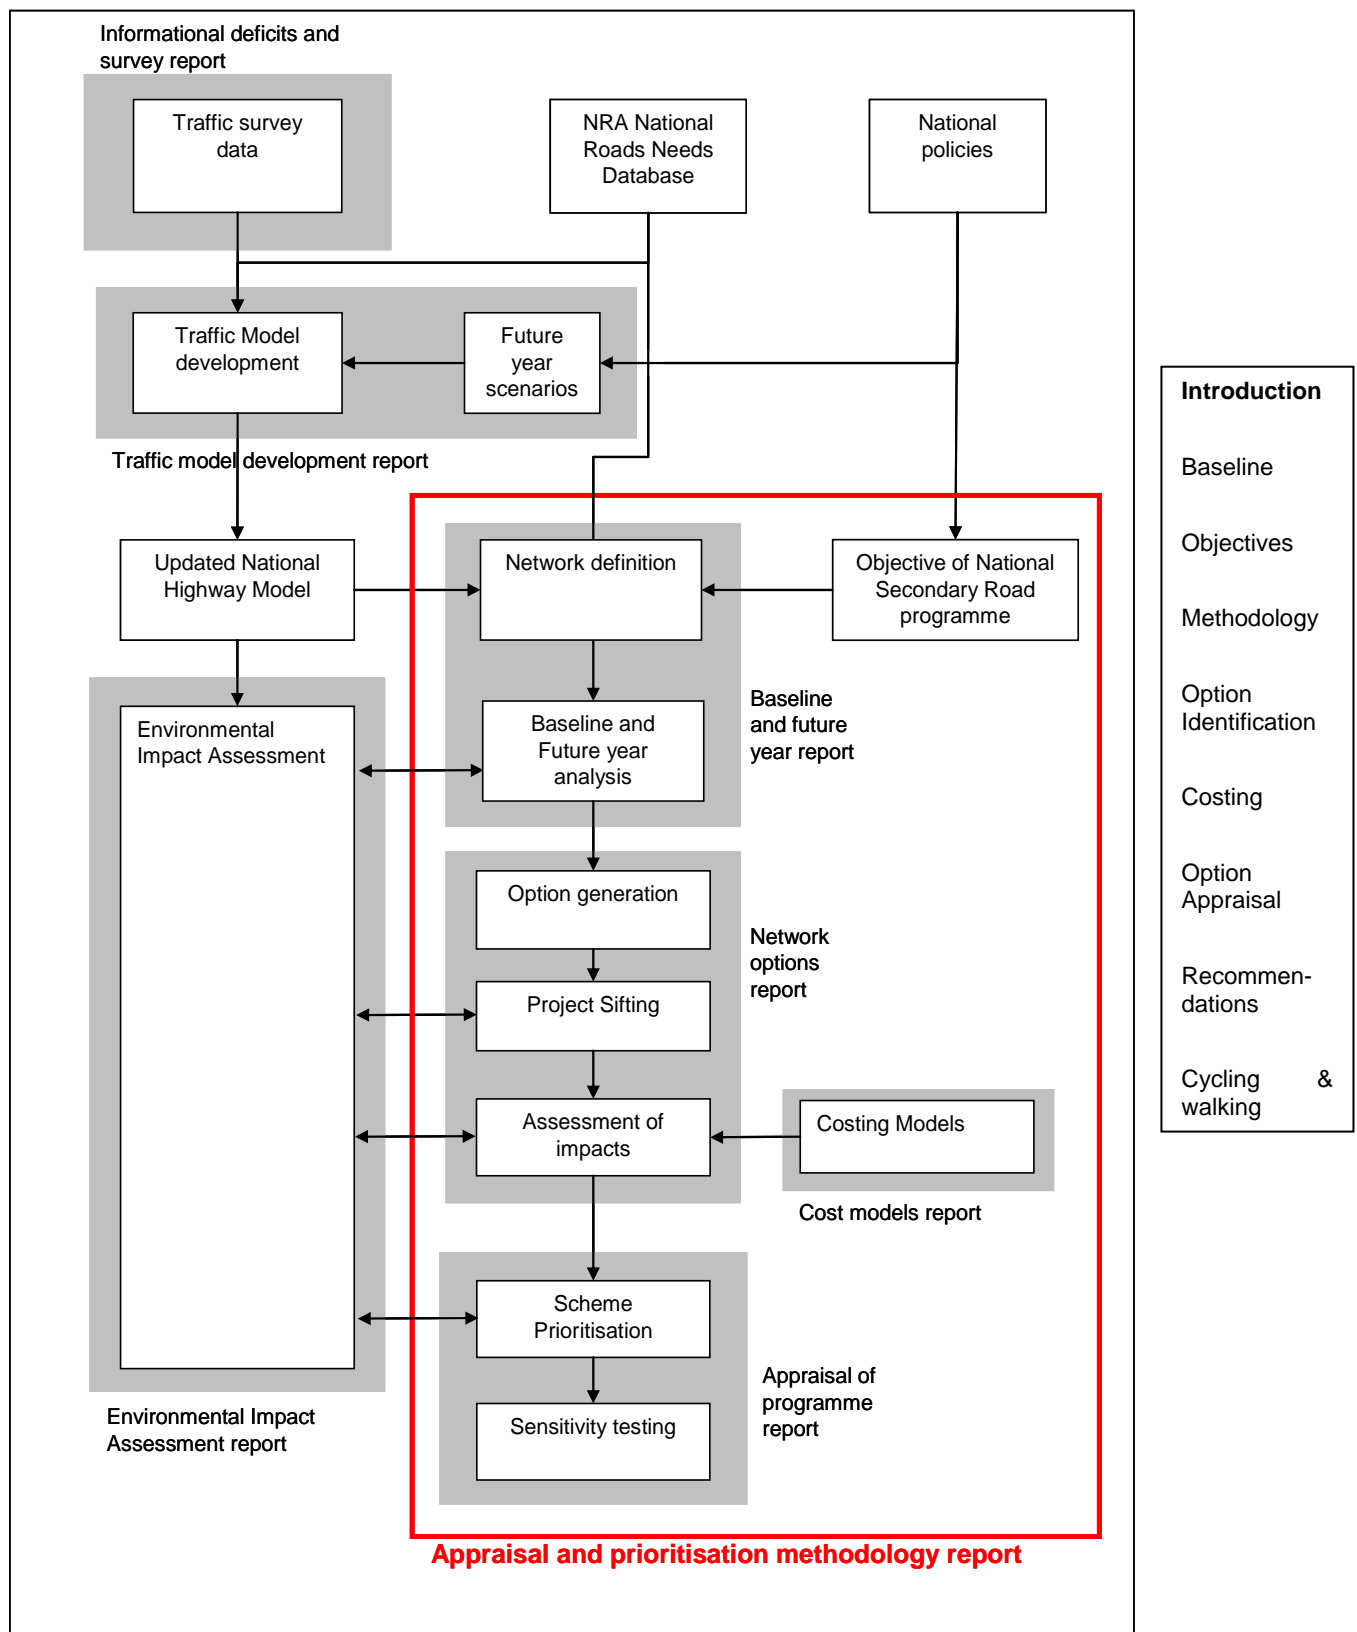 Informational deficits and
survey report
Traffic survey
data
NRA National
Roads Needs
Database
National
policies
Traffic Model
development
Future
year
scenarios
Traffic model development report
Updated National
Highway Model
Network definition
Objective of National
Secondary Road
programme
Environmental
Impact Assessment
Baseline and
Future year
analysis
Baseline
and future
year report
Option generation
Network
options
report
Project Sifting
Assessment of
impacts
Costing Models
Cost models report
Scheme
Prioritisation
Appraisal of
programme
report
Sensitivity testing
Environmental Impact
Assessment report
Appraisal and prioritisation methodology report
Introduction
Baseline
Objectives
Methodology
Option
Identification
Costing
Option
Appraisal
Recommen-
dations
Cycling &
walking